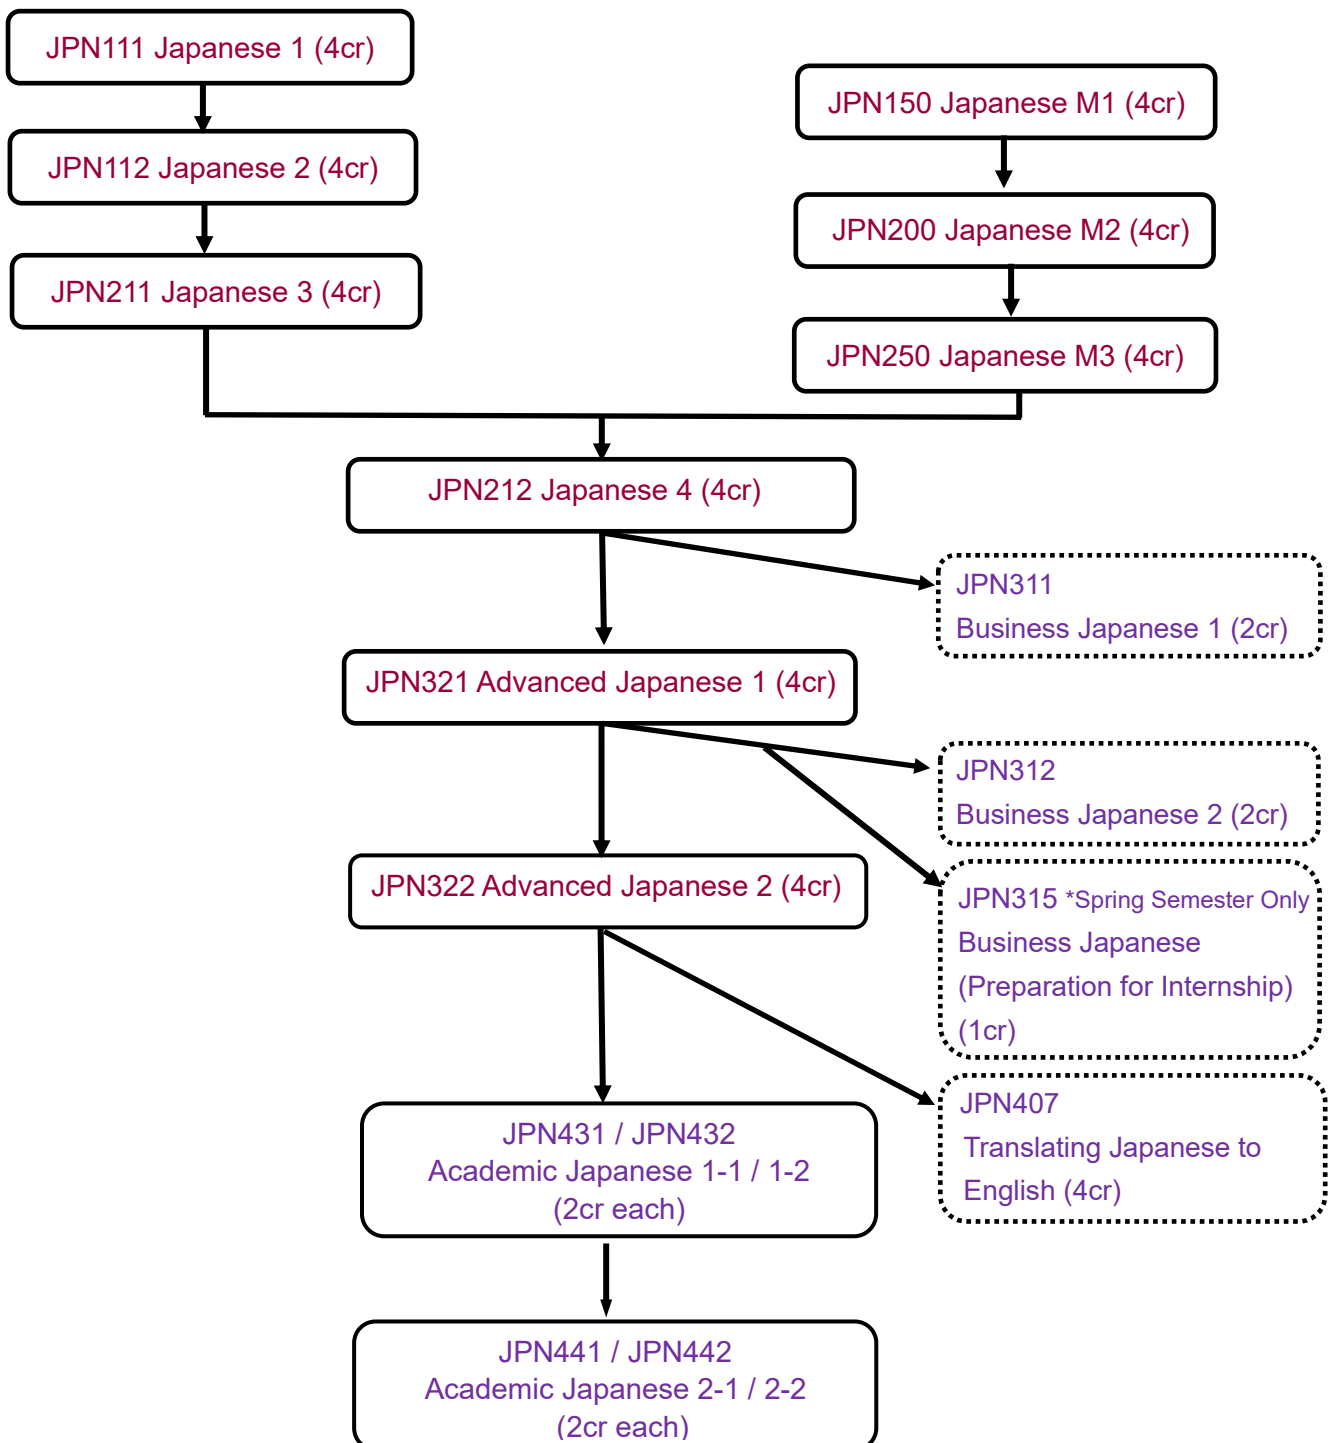 JPN111 Japanese 1 (4cr)
JPN150 Japanese M1 (4cr)
JPN112 Japanese 2 (4cr)
JPN200 Japanese M2 (4cr)
JPN211 Japanese 3 (4cr)
JPN250 Japanese M3 (4cr)
JPN212 Japanese 4 (4cr)
JPN311
Business Japanese 1 (2cr)
JPN321 Advanced Japanese 1 (4cr)
JPN312
Business Japanese 2 (2cr)
JPN322 Advanced Japanese 2 (4cr)
JPN315 *Spring Semester Only
Business Japanese
(Preparation for Internship)
(1cr)
JPN407
Translating Japanese to
English (4cr)
JPN431 / JPN432
Academic Japanese 1-1 / 1-2
(2cr each)
JPN441 / JPN442
Academic Japanese 2-1 / 2-2
(2cr each)